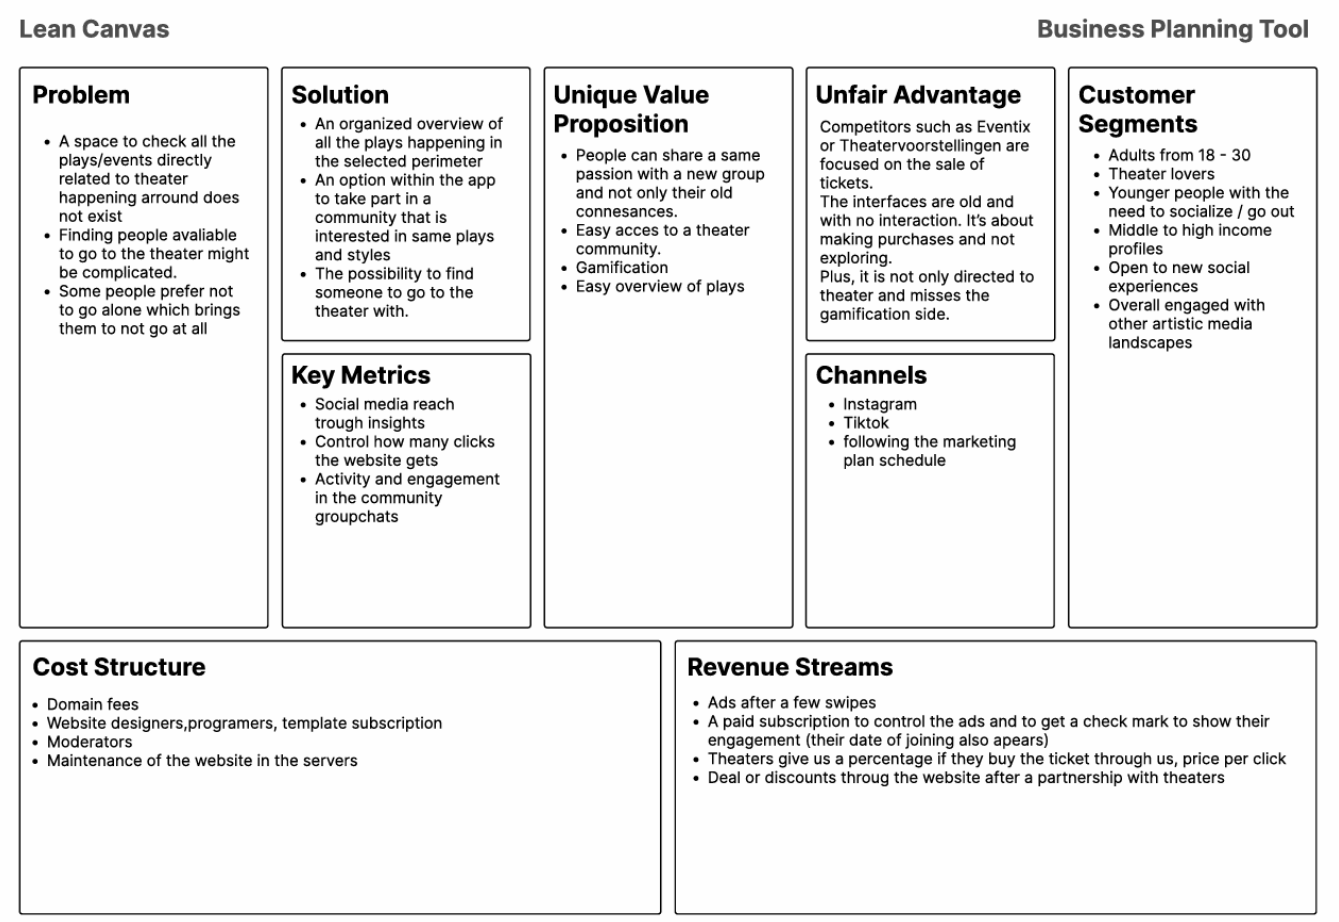 Lean Canvas
Business Planning Tool
Problem
• A space to check all the
plays/events directly
related to theater
happening arround does
not exist
• Finding people avaliable
to go to the theater might
be complicated.
• Some people prefer not
to go alone which brings
them to not go at all
Solution
• An organized overview of
all the plays happening in
the selected perimeter
• An option within the app
to take part in a
community that is
interested in same plays
and styles
• The possibility to find
someone to go to the
theater with.
Key Metrics
• Social media reach
trough insights
• Control how many clicks
the website gets
• Activity and engagement
in the community
groupchats
Unique Value
Proposition
• People can share a same
passion with a new group
and not only their old
connesances.
• Easy acces to a theater
community.
• Gamification
• Easy overview of plays
Unfair Advantage
Competitors such as Eventix
or Theatervoorstellingen are
focused on the sale of
tickets.
The interfaces are old and
with no interaction. It's about
making purchases and not
exploring.
Plus, it is not only directed to
theater and misses the
gamification side.
Channels
• Instagram
• Tiktok
• following the marketing
plan schedule
Customer
Segments
• Adults from 18 - 30
• Theater lovers
• Younger people with the
need to socialize / go out
• Middle to high income
profiles
• Open to new social
experiences
• Overall engaged with
other artistic media
landscapes
Cost Structure
• Domain fees
• Website designers,programers, template subscription
• Moderators
• Maintenance of the website in the servers
Revenue Streams
• Ads after a few swipes
• A paid subscription to control the ads and to get a check mark to show their
engagement (their date of joining also apears)
• Theaters give us a percentage if they buy the ticket through us, price per click
• Deal or discounts throug the website after a partnership with theaters